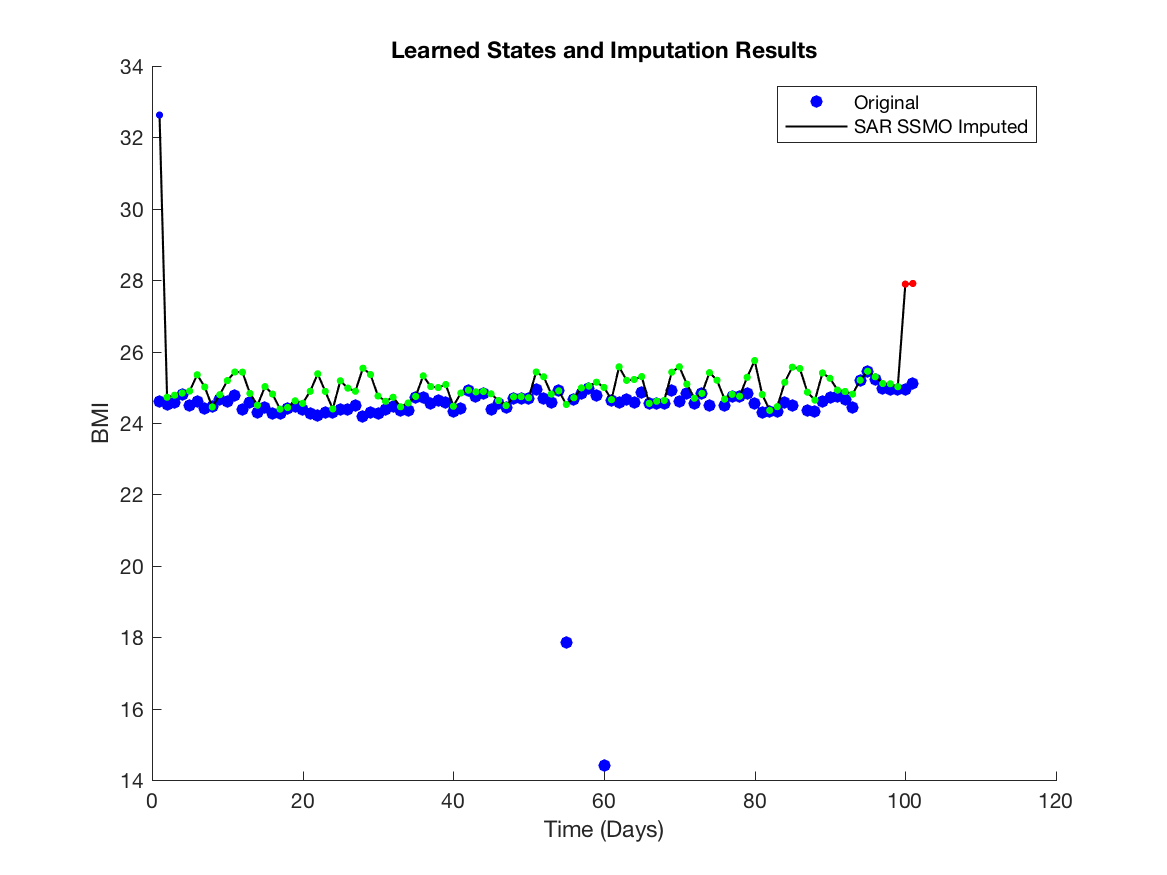 Learned States and Imputation Results
Original
SAR SSMO Imputed
BMI
34
32
30
28
26
24
22
20
18
16
14
0 20 40 60 80 100 120
Time (Days)